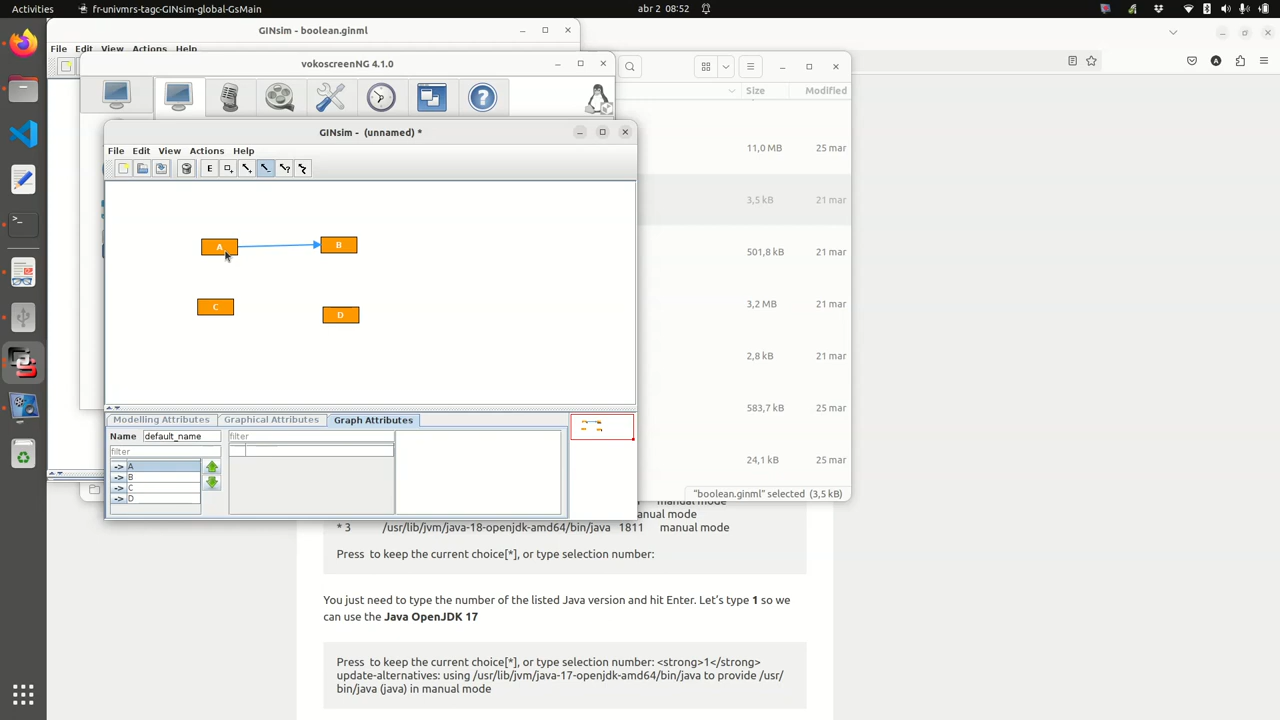 Activities
fr-univmrs-tagc-GINsim-global-GsMain
abr 2 08:52
GINsim - boolean.ginml
File Edit View Actions Help
vokoscreenNG 4.1.0
Size Modified
11,0 MB 25 mar
3,5 kB 21 mar
501,8 kB 21 mar
3,2 MB 21 mar
2,8 kB 21 mar
583,7 kB 25 mar
24,1 kB 25 mar
"boolean.ginml" selected (3,5 kB)
GINsim - (unnamed) *
File Edit View Actions Help
E
A
B
C
D
Modelling Attributes Graphical Attributes Graph Attributes
Name default_name
filter
filter
-> A
-> B
-> C
-> D
manual mode
manual mode
* 3 /usr/lib/jvm/java-18-openjdk-amd64/bin/java 1811 manual mode
Press to keep the current choice[*], or type selection number:
You just need to type the number of the listed Java version and hit Enter. Let's type 1 so we
can use the Java OpenJDK 17
Press to keep the current choice[*], or type selection number: <strong>1</strong>
update-alternatives: using /usr/lib/jvm/java-17-openjdk-amd64/bin/java to provide /usr/
bin/java (java) in manual mode